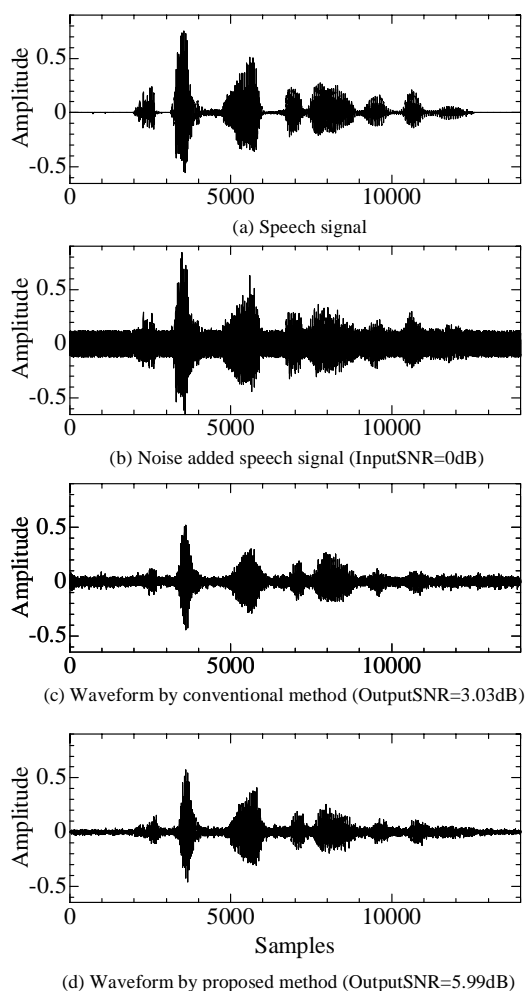 0.5
0
-0.5
Amplitude
0 5000 10000
(a) Speech signal
0.5
0
-0.5
Amplitude
0 5000 10000
(b) Noise added speech signal (InputSNR=0dB)
0.5
0
-0.5
Amplitude
0 5000 10000
(c) Waveform by conventional method (OutputSNR=3.03dB)
0.5
0
-0.5
Amplitude
0 5000 10000
Samples
(d) Waveform by proposed method (OutputSNR=5.99dB)